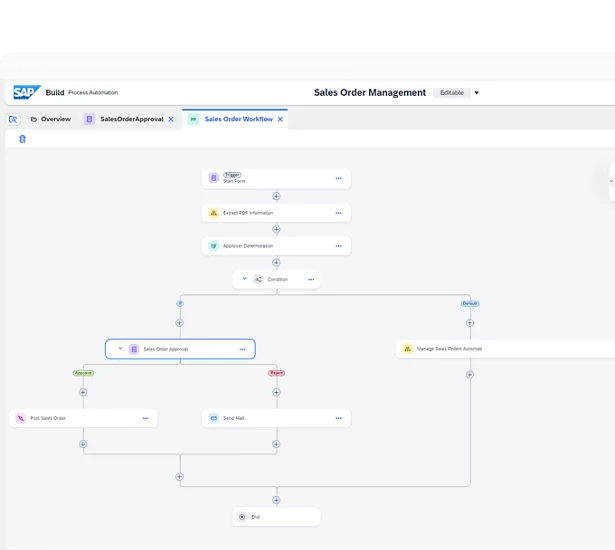 SAP Build Process Automation Sales Order Management Editable
Overview SalesOrderApproval Sales Order Workflow
Trigger
Start Form
Extract PDF Information
Approver Determination
Condition
If Default
Sales Order Approval Manage Sales Orders Automati
Approve Reject
Post Sales Order Send Mail
End